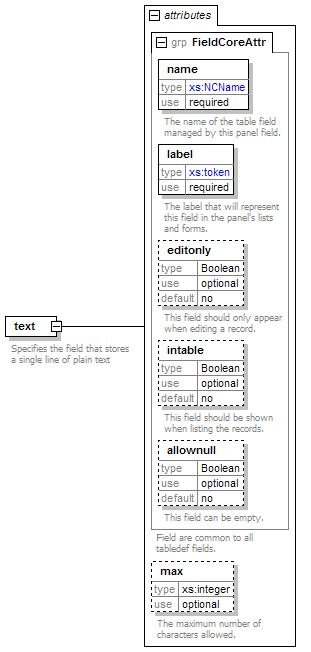 attributes
grp FieldCoreAttr
name
type xs:NCName
use required
The name of the table field
managed by this panel field.
label
type xs:token
use required
The label that will represent
this field in the panel's lists
and forms.
editonly
type Boolean
use optional
default no
This field should only appear
when editing a record.
intable
type Boolean
use optional
default no
This field should be shown
when listing the records.
allownull
type Boolean
use optional
default no
This field can be empty.
Field are common to all
tabledef fields.
max
type xs:integer
use optional
The maximum number of
characters allowed.
text
Specifies the field that stores
a single line of plain text